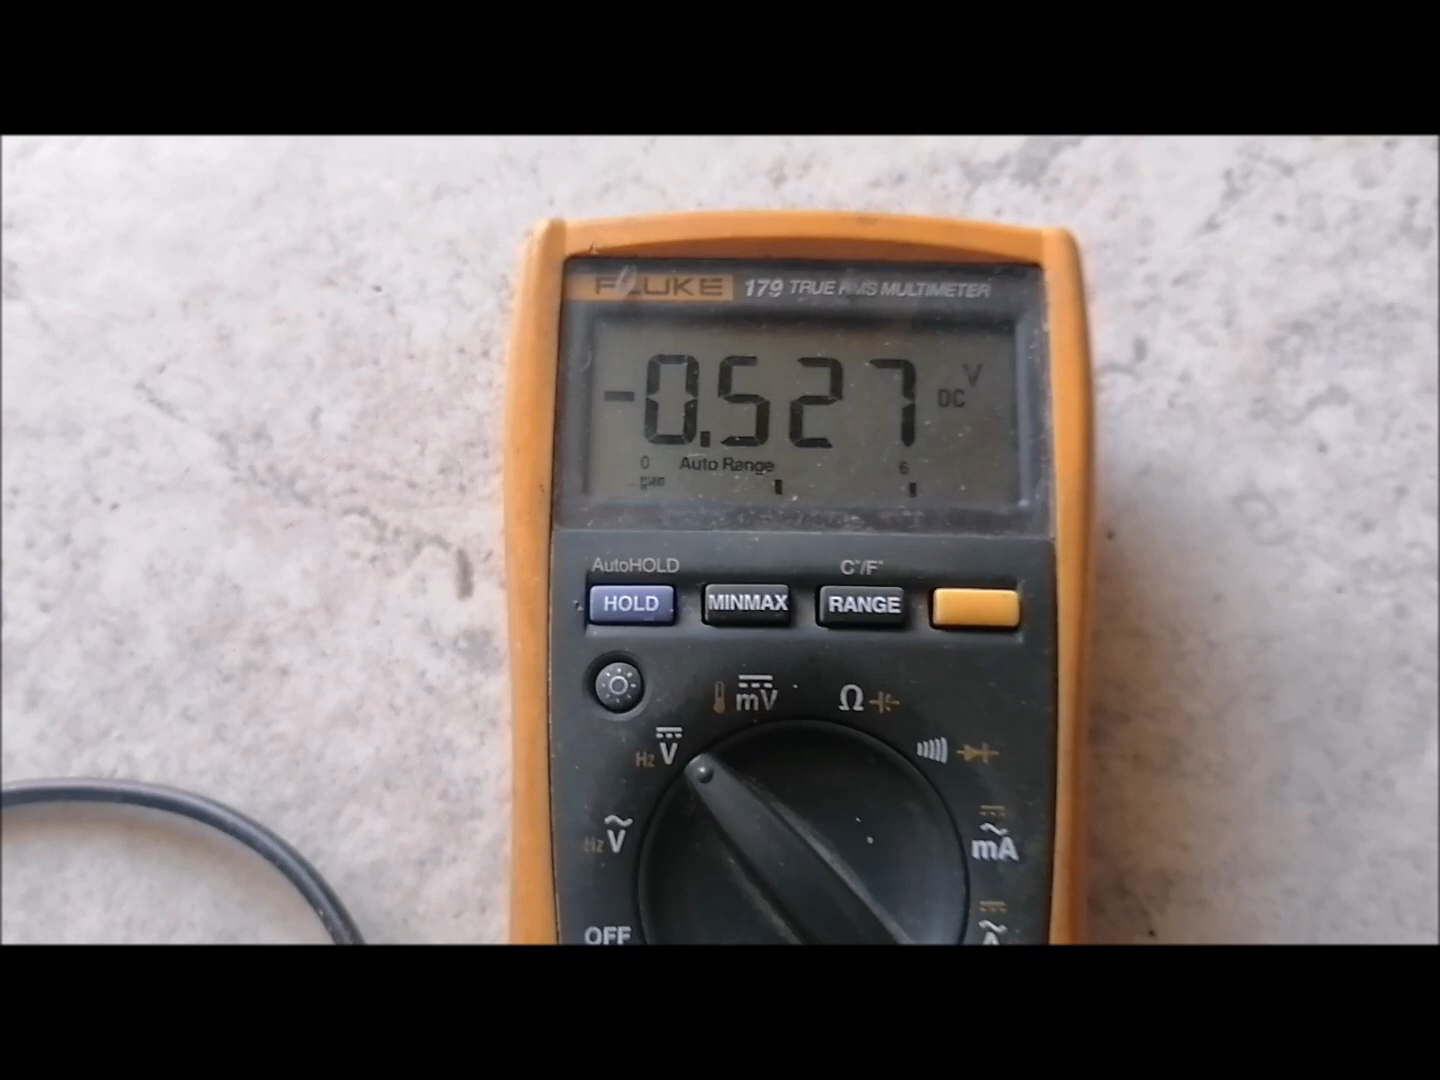 FLUKE 179 TRUE RMS MULTIMETER
-0.527 DC V
0 Auto Range 6
AutoHOLD C°/F°
HOLD MINMAX RANGE
mV Ω
Hz V
Hz V
mA
OFF